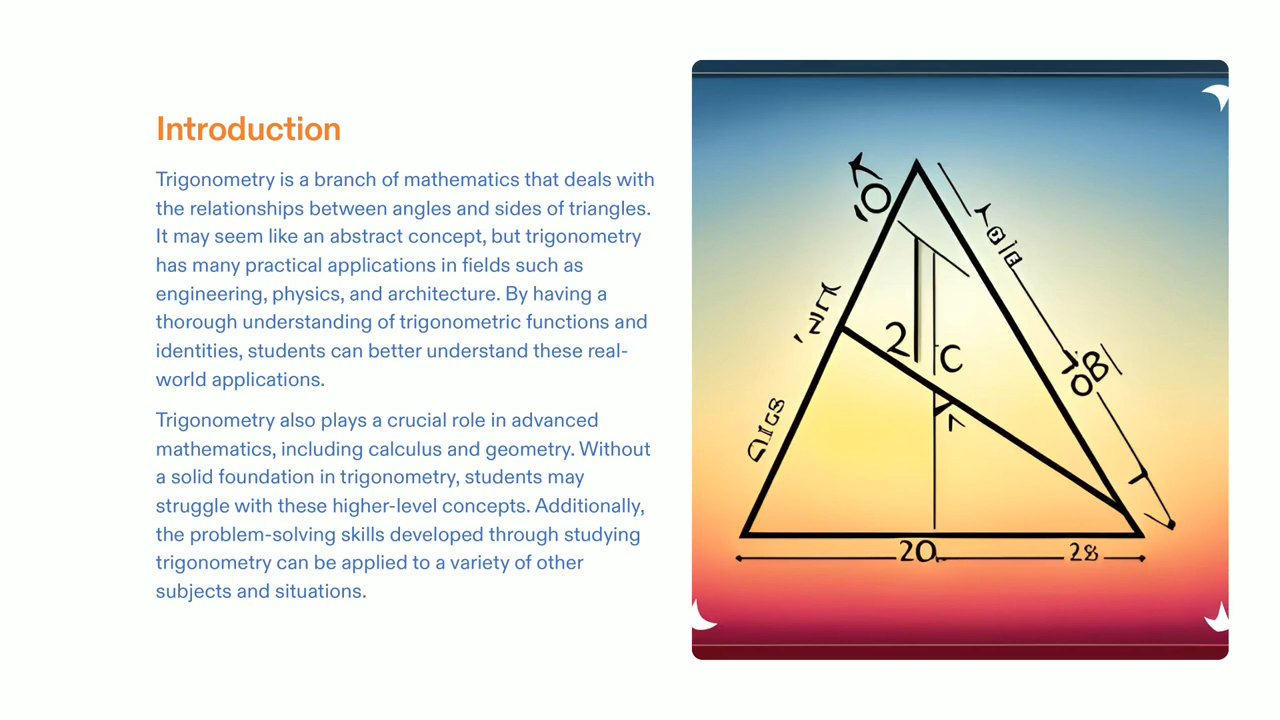 Introduction
Trigonometry is a branch of mathematics that deals with
the relationships between angles and sides of triangles.
It may seem like an abstract concept, but trigonometry
has many practical applications in fields such as
engineering, physics, and architecture. By having a
thorough understanding of trigonometric functions and
identities, students can better understand these real-
world applications.
Trigonometry also plays a crucial role in advanced
mathematics, including calculus and geometry. Without
a solid foundation in trigonometry, students may
struggle with these higher-level concepts. Additionally,
the problem-solving skills developed through studying
trigonometry can be applied to a variety of other
subjects and situations.
2
C
20
28